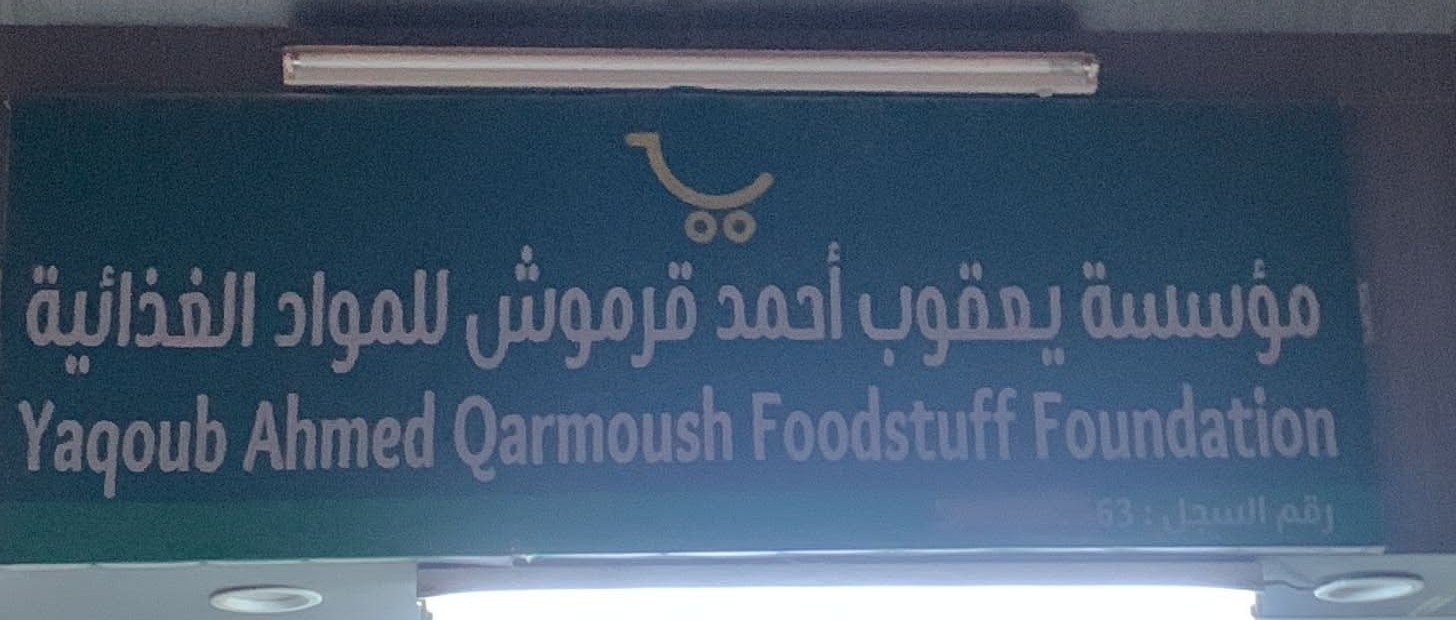 مؤسسة يعقوب أحمد قرموش للمواد الغذائية
Yaqoub Ahmed Qarmoush Foodstuff Foundation
رقم السجل : 63